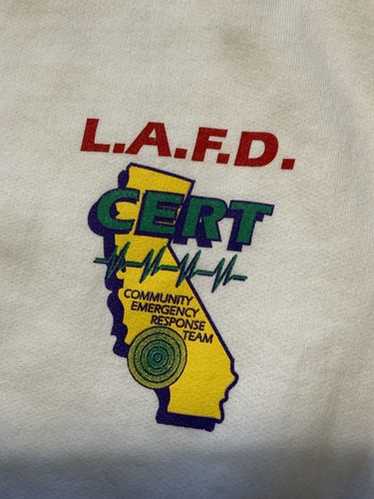 L.A.F.D.
CERT
COMMUNITY
EMERGENCY
RESPONSE
TEAM